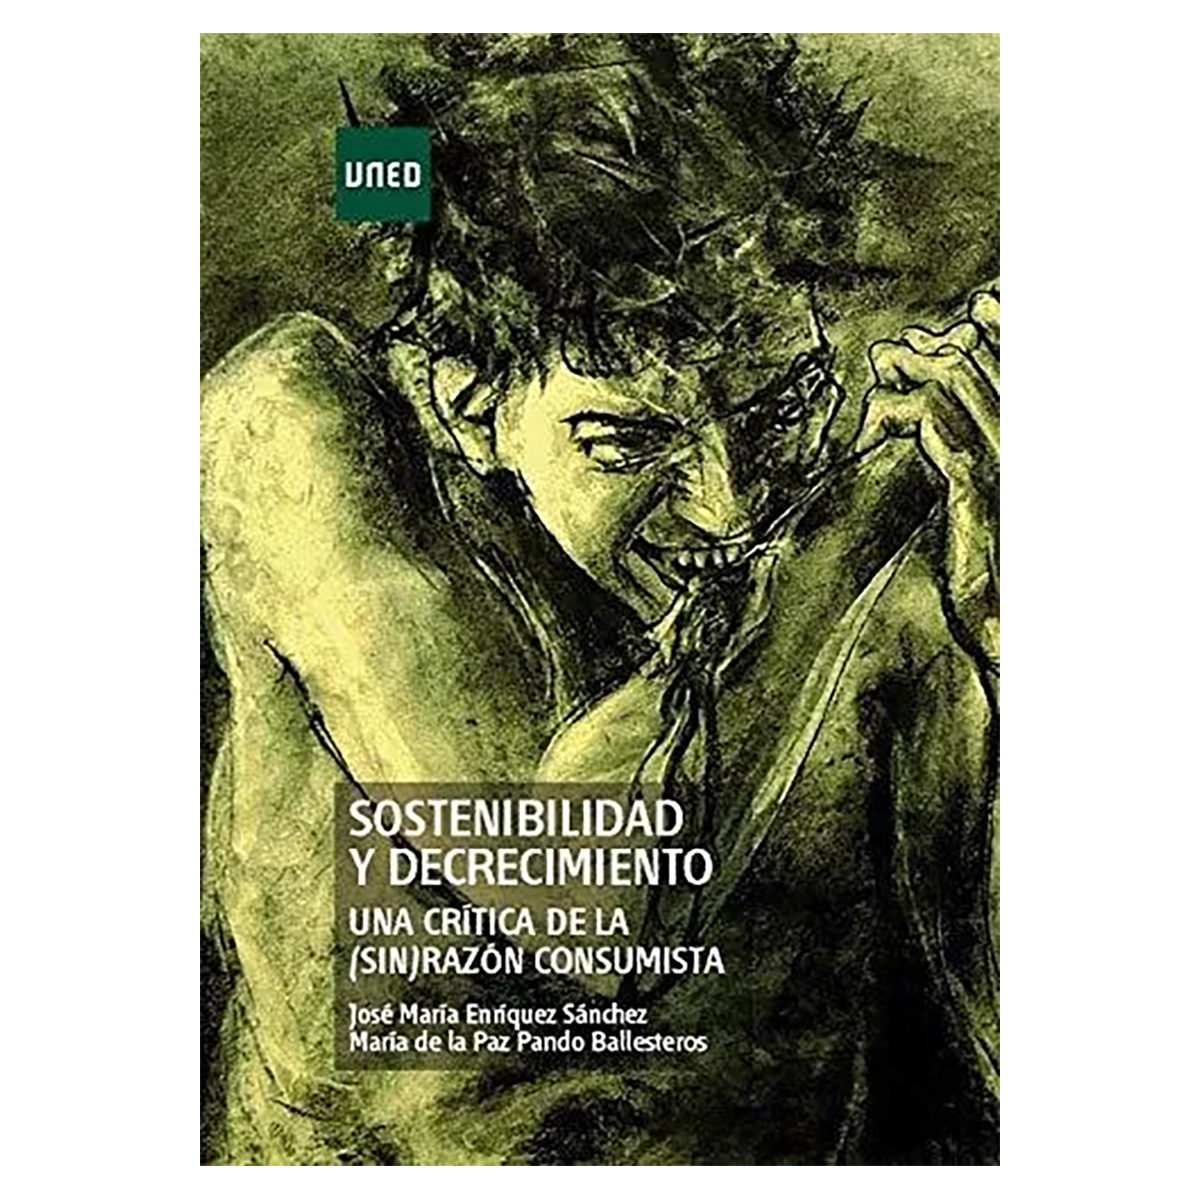 UNED
SOSTENIBILIDAD
Y DECRECIMIENTO
UNA CRÍTICA DE LA
(SIN)RAZÓN CONSUMISTA
José María Enríquez Sánchez
María de la Paz Pando Ballesteros